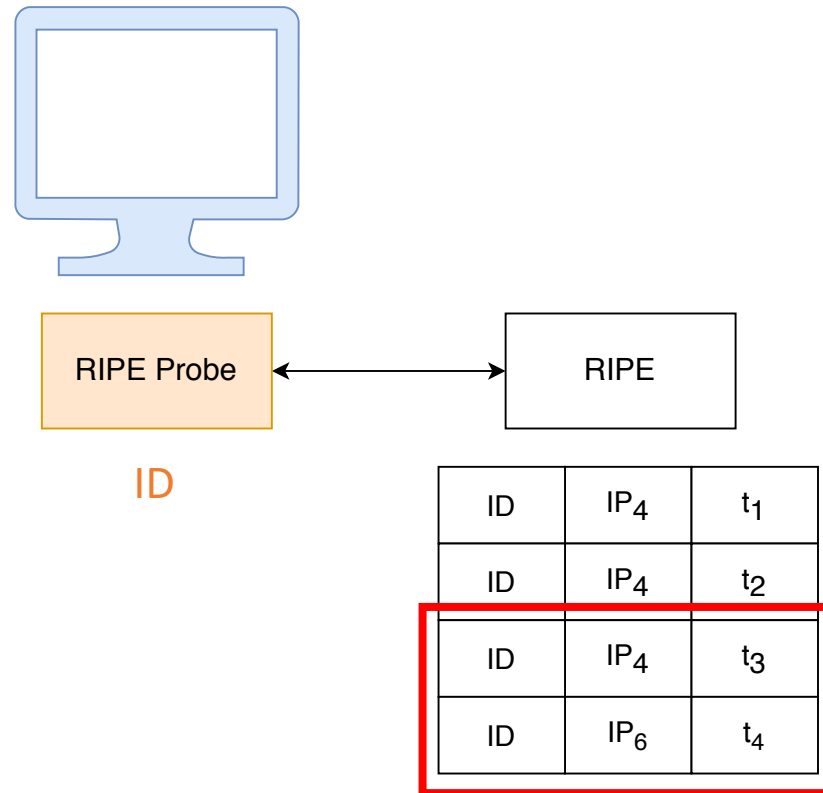 RIPE Probe
RIPE
ID
ID IP4 t1
ID IP4 t2
ID IP4 t3
ID IP6 t4